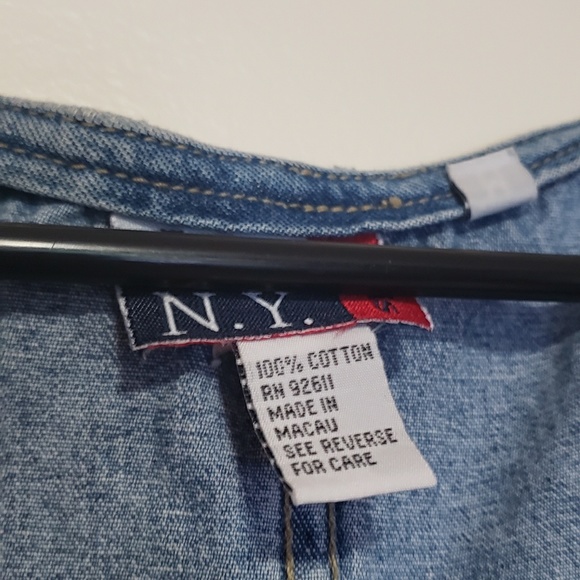 N.Y.
100% COTTON
RN 92611
MADE IN
MACAU
SEE REVERSE
FOR CARE